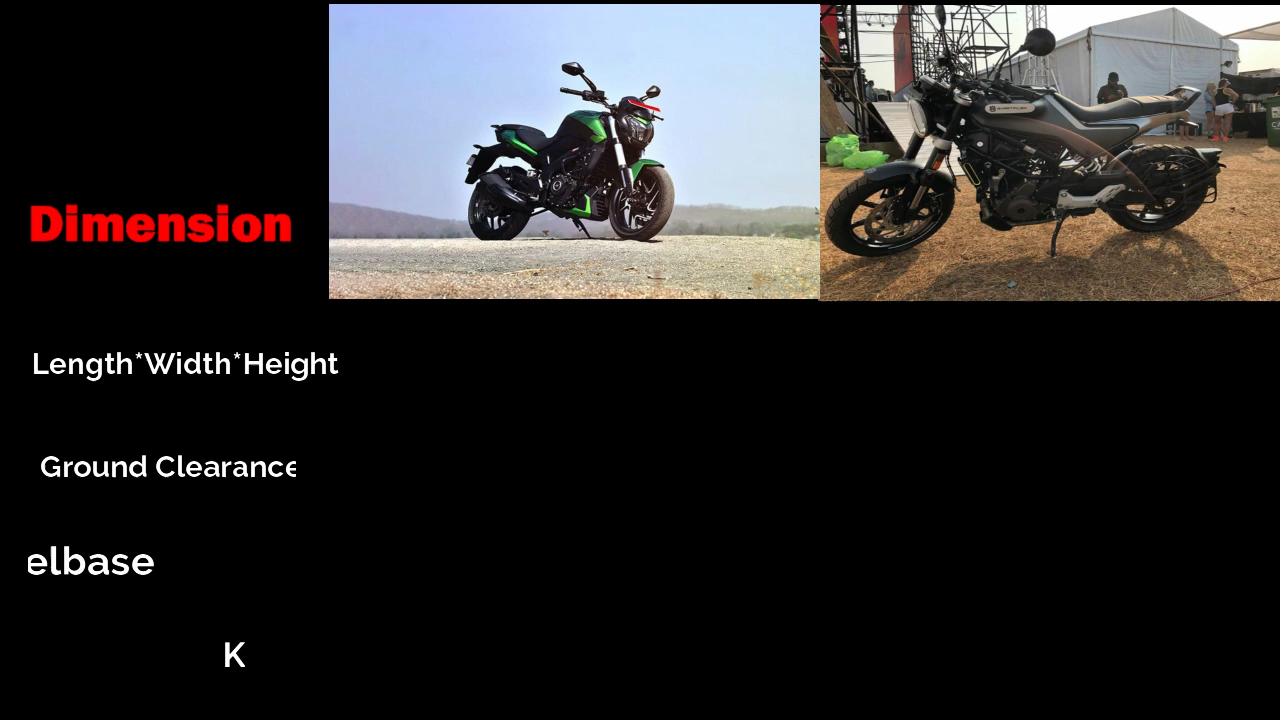 Dimension
Length*Width*Height
Ground Clearance
elbase
K